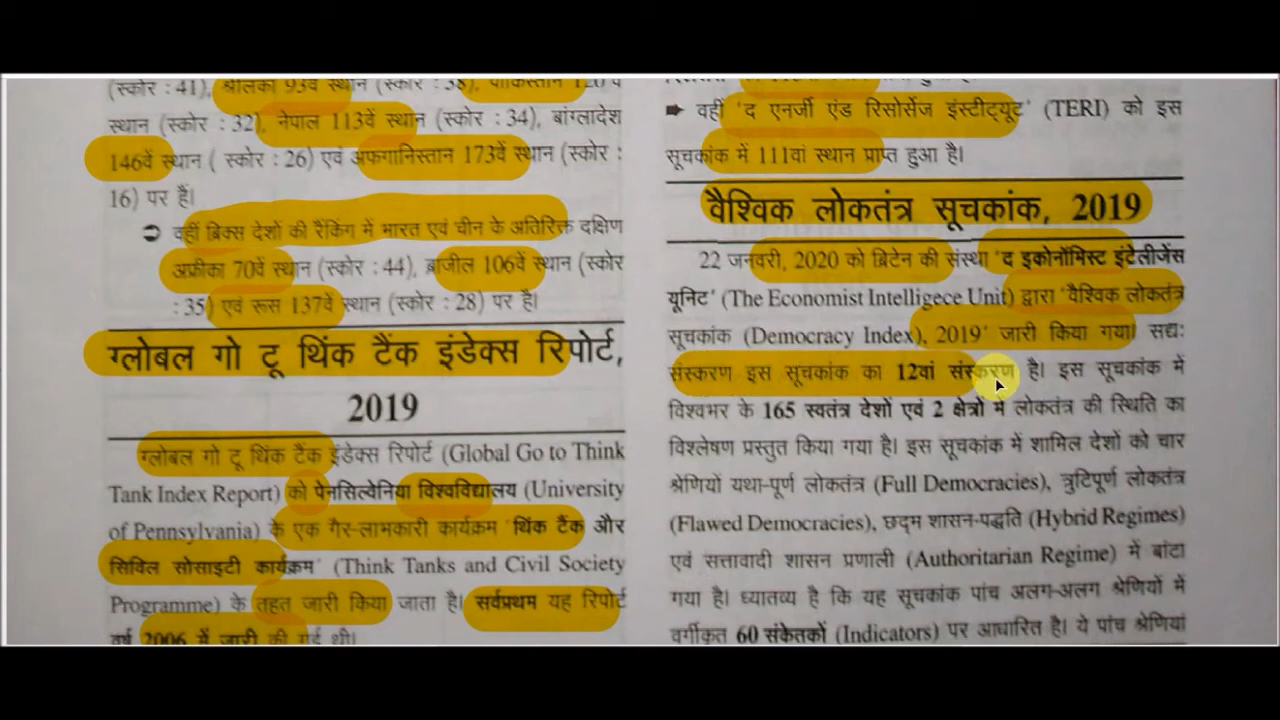 (स्कोर : 41), श्रीलंका 93वें स्थान (स्कोर : 38), पाकिस्तान 120वें
स्थान (स्कोर : 32), नेपाल 113वें स्थान (स्कोर : 34), बांग्लादेश
146वें स्थान ( स्कोर : 26) एवं अफगानिस्तान 173वें स्थान (स्कोर :
16) पर हैं।
➲ वहीं ब्रिक्स देशों की रैंकिंग में भारत एवं चीन के अतिरिक्त दक्षिण
अफ्रीका 70वें स्थान (स्कोर : 44), ब्राजील 106वें स्थान (स्कोर
: 35) एवं रूस 137वें स्थान (स्कोर : 28) पर है।
ग्लोबल गो टू थिंक टैंक इंडेक्स रिपोर्ट,
2019
ग्लोबल गो टू थिंक टैंक इंडेक्स रिपोर्ट (Global Go to Think
Tank Index Report) को पेनसिल्वेनिया विश्वविद्यालय (University
of Pennsylvania) के एक गैर-लाभकारी कार्यक्रम 'थिंक टैंक और
सिविल सोसाइटी कार्यक्रम' (Think Tanks and Civil Society
Programme) के तहत जारी किया जाता है। सर्वप्रथम यह रिपोर्ट
वर्ष 2006 में जारी की गई थी।
➨ वहीं 'द एनर्जी एंड रिसोर्सेज इंस्टीट्यूट' (TERI) को इस
सूचकांक में 111वां स्थान प्राप्त हुआ है।
वैश्विक लोकतंत्र सूचकांक, 2019
22 जनवरी, 2020 को ब्रिटेन की संस्था 'द इकोनॉमिस्ट इंटेलीजेंस
यूनिट' (The Economist Intelligece Unit) द्वारा 'वैश्विक लोकतंत्र
सूचकांक (Democracy Index), 2019' जारी किया गया। सद्यः
संस्करण इस सूचकांक का 12वां संस्करण है। इस सूचकांक में
विश्वभर के 165 स्वतंत्र देशों एवं 2 क्षेत्रों में लोकतंत्र की स्थिति का
विश्लेषण प्रस्तुत किया गया है। इस सूचकांक में शामिल देशों को चार
श्रेणियों यथा-पूर्ण लोकतंत्र (Full Democracies), त्रुटिपूर्ण लोकतंत्र
(Flawed Democracies), छद्म शासन-पद्धति (Hybrid Regimes)
एवं सत्तावादी शासन प्रणाली (Authoritarian Regime) में बांटा
गया है। ध्यातव्य है कि यह सूचकांक पांच अलग-अलग श्रेणियों में
वर्गीकृत 60 संकेतकों (Indicators) पर आधारित है। ये पांच श्रेणियां